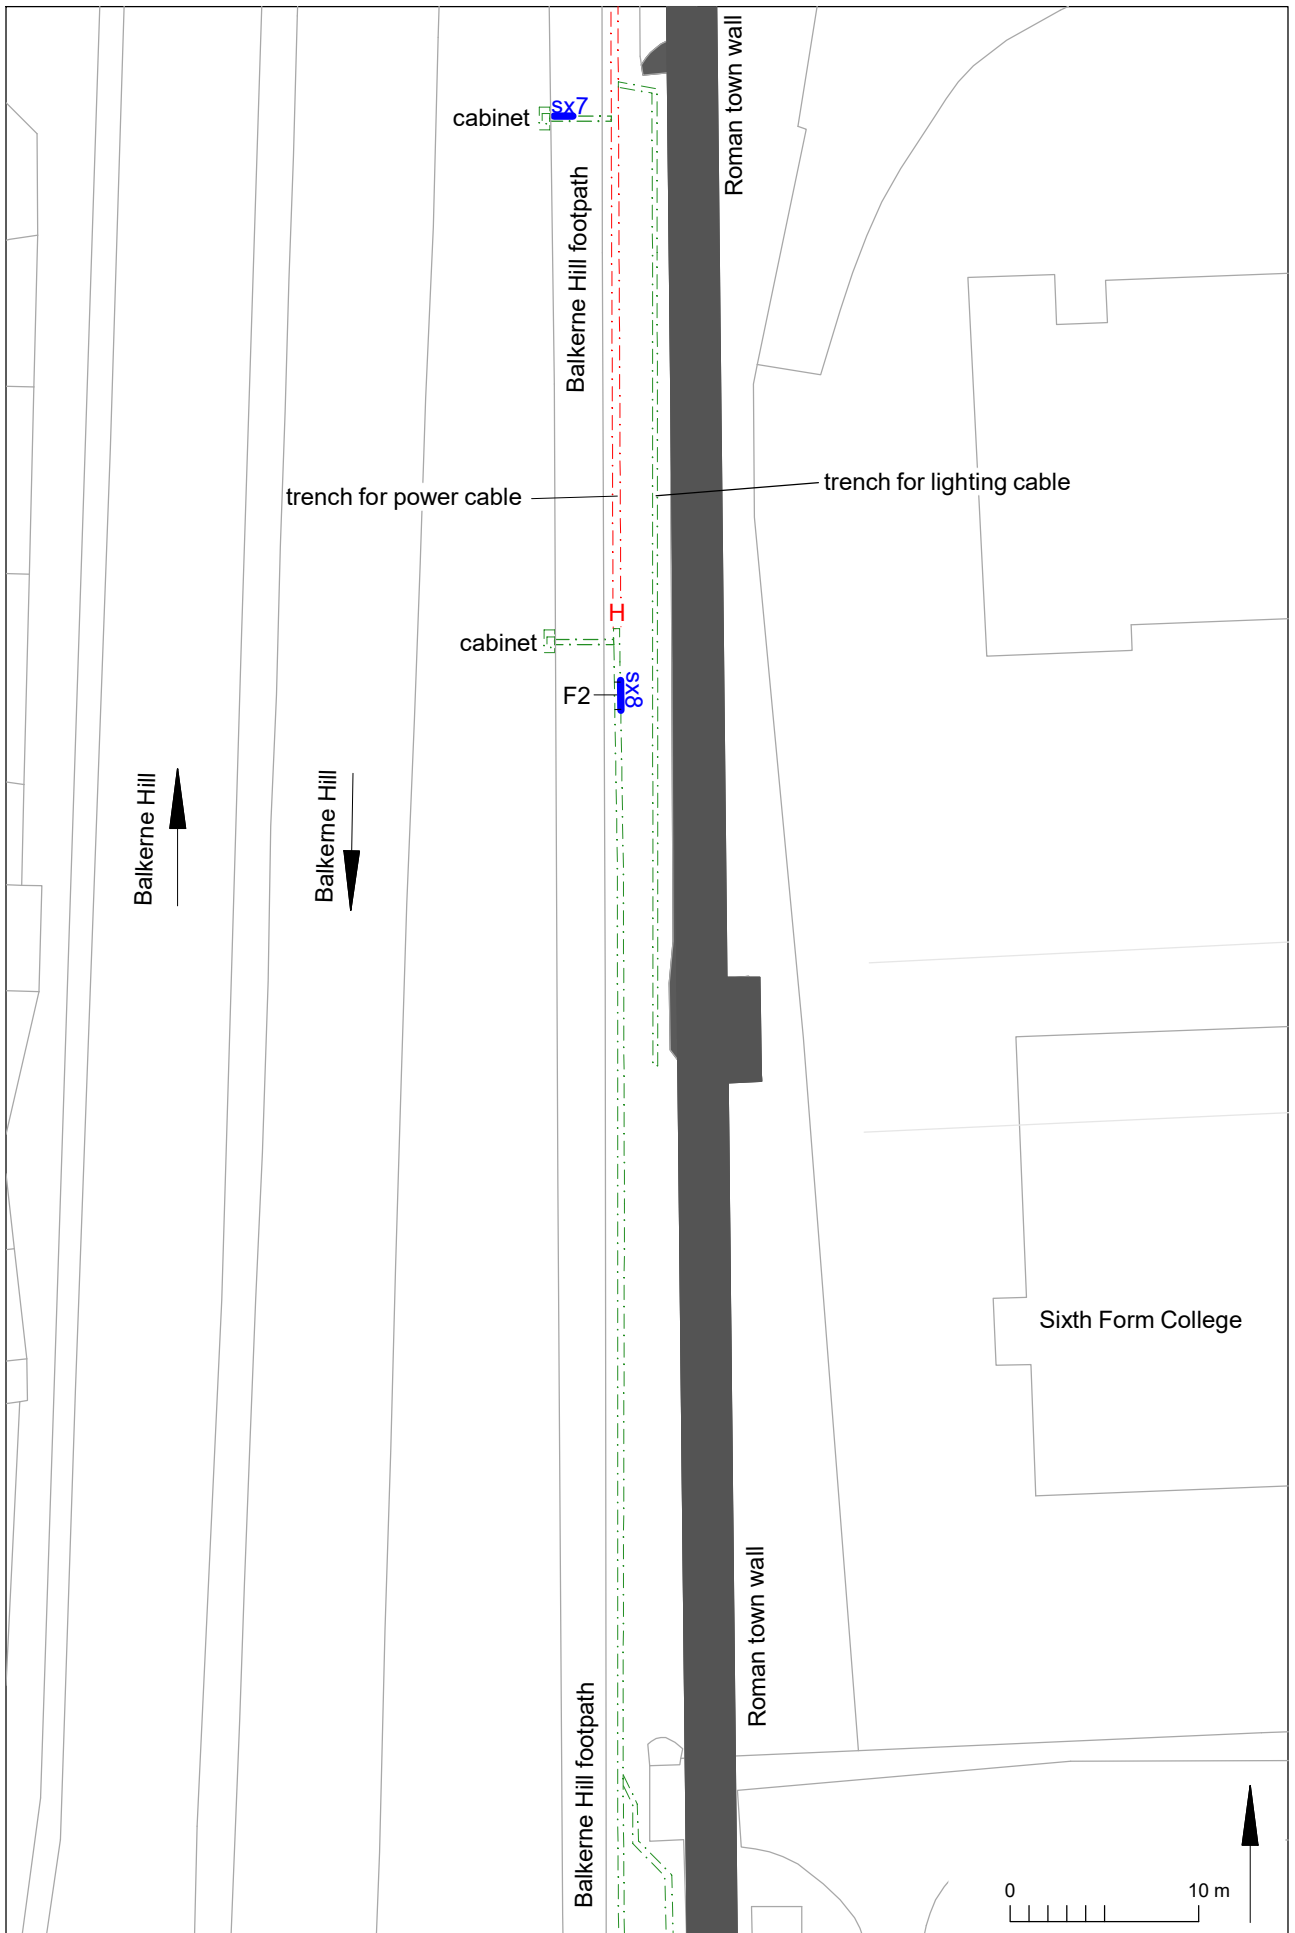 Roman town wall
sx7
cabinet
Balkerne Hill footpath
trench for power cable
trench for lighting cable
H
cabinet
sx8
F2
Balkerne Hill
Balkerne Hill
Sixth Form College
Roman town wall
Balkerne Hill footpath
0 10 m